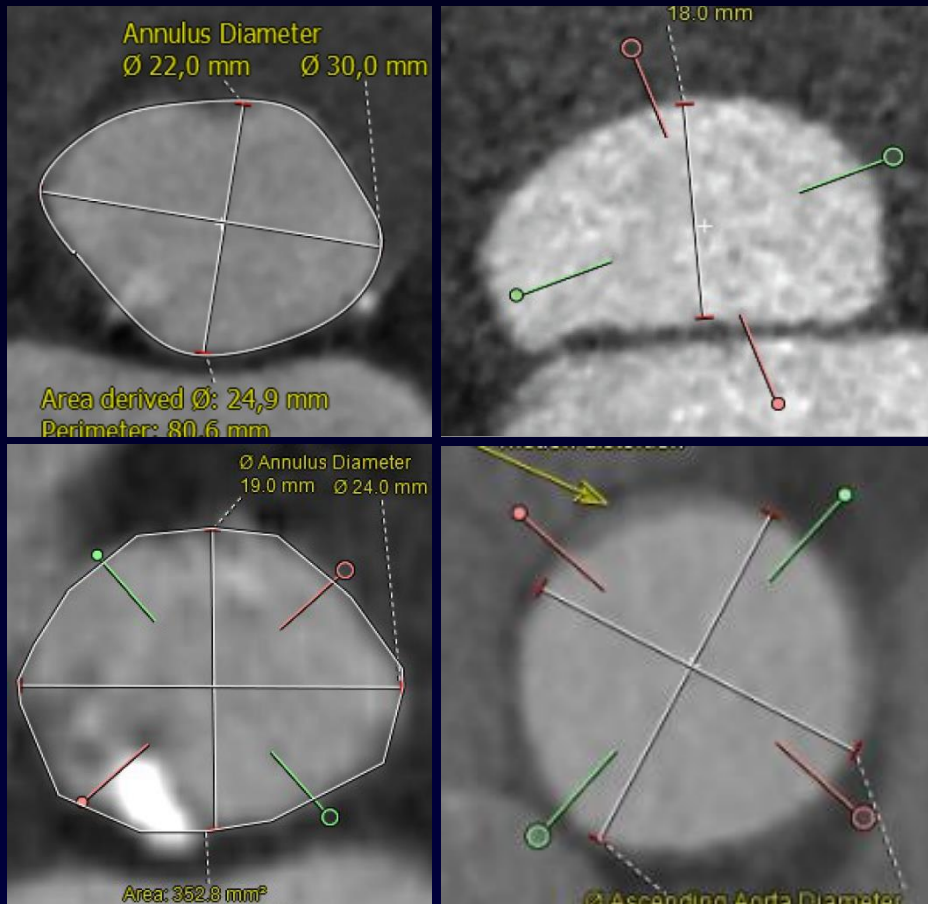 Annulus Diameter
Ø 22,0 mm Ø 30,0 mm
Area derived Ø: 24,9 mm
Perimeter: 80,6 mm
18.0 mm
Ø Annulus Diameter
19.0 mm Ø 24.0 mm
Area: 352.8 mm²
Ø Ascending Aorta Diameter